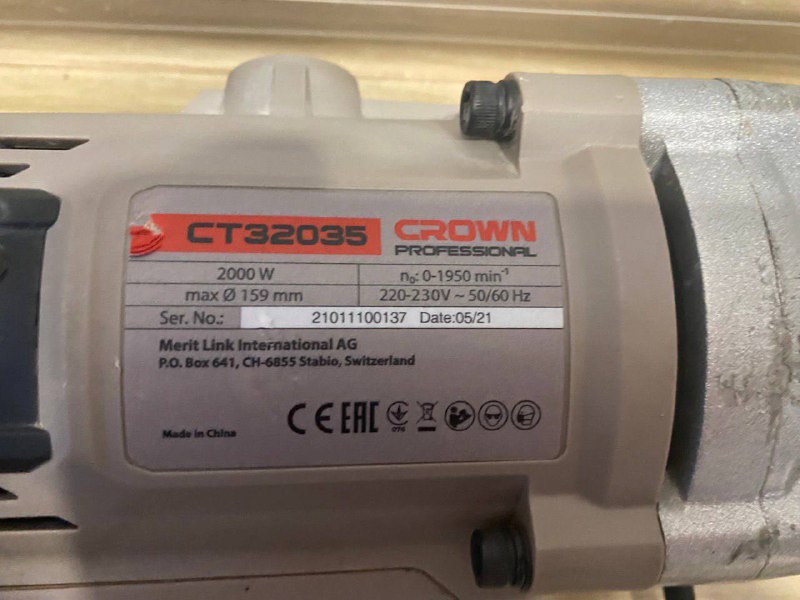 CT32035 CROWN
PROFESSIONAL
2000 W n₀: 0-1950 min⁻¹
max Ø 159 mm 220-230V ~ 50/60 Hz
Ser. No.: 21011100137 Date:05/21
Merit Link International AG
P.O. Box 641, CH-6855 Stabio, Switzerland
Made in China CE EAC